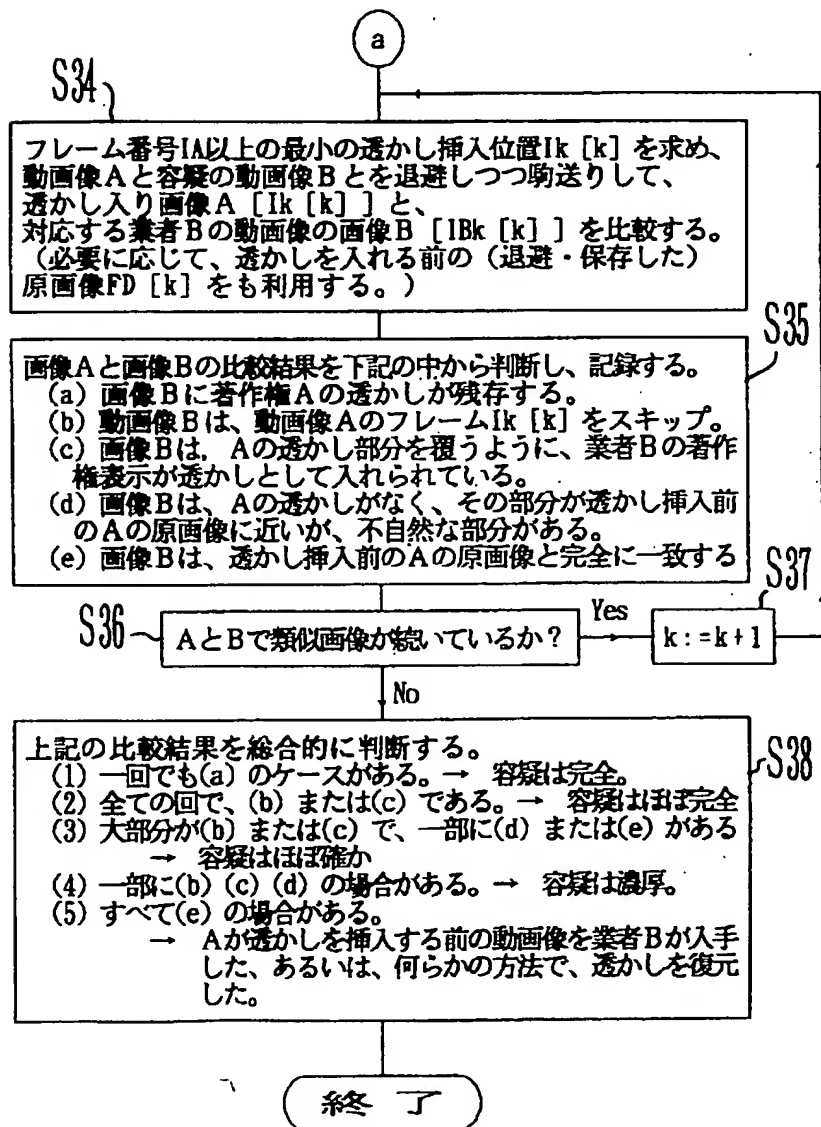 a
S34
フレーム番号IA以上の最小の透かし挿入位置Ik [k] を求め、
動画像Aと容疑の動画像Bとを退避しつつ駒送りして、
透かし入り画像A [Ik [k] ] と、
対応する業者Bの動画像の画像B [IBk [k] ] を比較する。
(必要に応じて、透かしを入れる前の (退避・保存した)
原画像FD [k] をも利用する。)
S35
画像Aと画像Bの比較結果を下記の中から判断し、記録する。
(a) 画像Bに著作権Aの透かしが残存する。
(b) 動画像Bは、動画像AのフレームIk [k] をスキップ。
(c) 画像Bは、Aの透かし部分を覆うように、業者Bの著作
権表示が透かしとして入れられている。
(d) 画像Bは、Aの透かしがなく、その部分が透かし挿入前
のAの原画像に近いが、不自然な部分がある。
(e) 画像Bは、透かし挿入前のAの原画像と完全に一致する
S36
AとBで類似画像が続いているか?
Yes
S37
k:=k+1
No
S38
上記の比較結果を総合的に判断する。
(1) 一回でも(a) のケースがある。→ 容疑は完全。
(2) 全ての回で、(b) または(c) である。→ 容疑はほぼ完全
(3) 大部分が(b) または(c) で、一部に(d) または(e) がある
→ 容疑はほぼ確か
(4) 一部に(b) (c) (d) の場合がある。→ 容疑は濃厚。
(5) すべて(e) の場合がある。
→ Aが透かしを挿入する前の動画像を業者Bが入手
した、あるいは、何らかの方法で、透かしを復元
した。
終 了